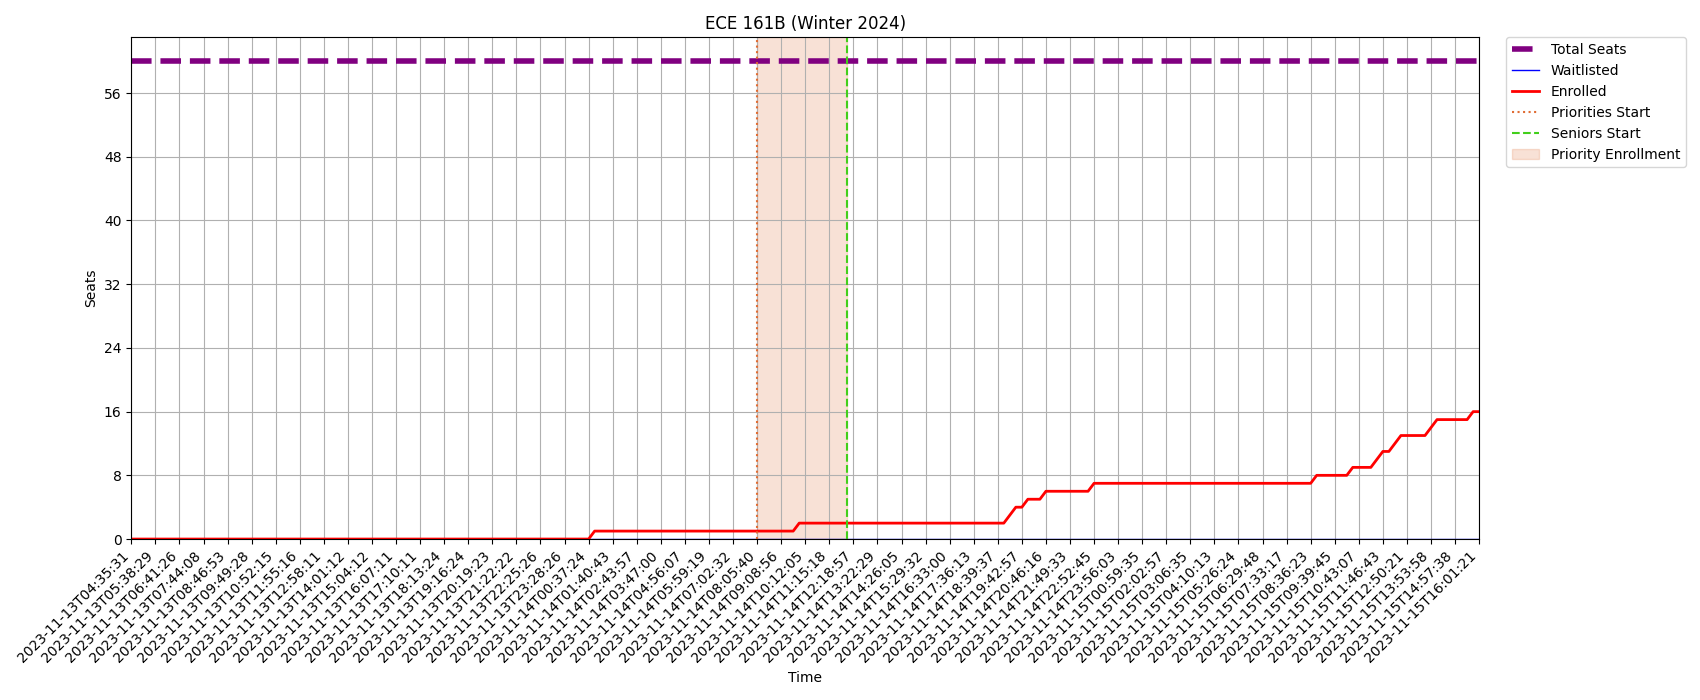 ECE 161B (Winter 2024)
Total Seats
Waitlisted
Enrolled
Priorities Start
Seniors Start
Priority Enrollment
56
48
40
32
24
16
8
0
Seats
2023-11-13T04:35:31
2023-11-13T05:38:29
2023-11-13T06:41:26
2023-11-13T07:44:08
2023-11-13T08:46:53
2023-11-13T09:49:28
2023-11-13T10:52:15
2023-11-13T11:55:16
2023-11-13T12:58:11
2023-11-13T14:01:12
2023-11-13T15:04:12
2023-11-13T16:07:11
2023-11-13T17:10:11
2023-11-13T18:13:24
2023-11-13T19:16:24
2023-11-13T20:19:23
2023-11-13T21:22:22
2023-11-13T22:25:26
2023-11-13T23:28:26
2023-11-14T00:37:24
2023-11-14T01:40:43
2023-11-14T02:43:57
2023-11-14T03:47:00
2023-11-14T04:56:07
2023-11-14T05:59:19
2023-11-14T07:02:32
2023-11-14T08:05:40
2023-11-14T09:08:56
2023-11-14T10:12:05
2023-11-14T11:15:18
2023-11-14T12:18:57
2023-11-14T13:22:29
2023-11-14T14:26:05
2023-11-14T15:29:32
2023-11-14T16:33:00
2023-11-14T17:36:13
2023-11-14T18:39:37
2023-11-14T19:42:57
2023-11-14T20:46:16
2023-11-14T21:49:33
2023-11-14T22:52:45
2023-11-14T23:56:03
2023-11-15T00:59:35
2023-11-15T02:02:57
2023-11-15T03:06:35
2023-11-15T04:10:13
2023-11-15T05:26:24
2023-11-15T06:29:48
2023-11-15T07:33:17
2023-11-15T08:36:23
2023-11-15T09:39:45
2023-11-15T10:43:07
2023-11-15T11:46:43
2023-11-15T12:50:21
2023-11-15T13:53:58
2023-11-15T14:57:38
2023-11-15T16:01:21
Time